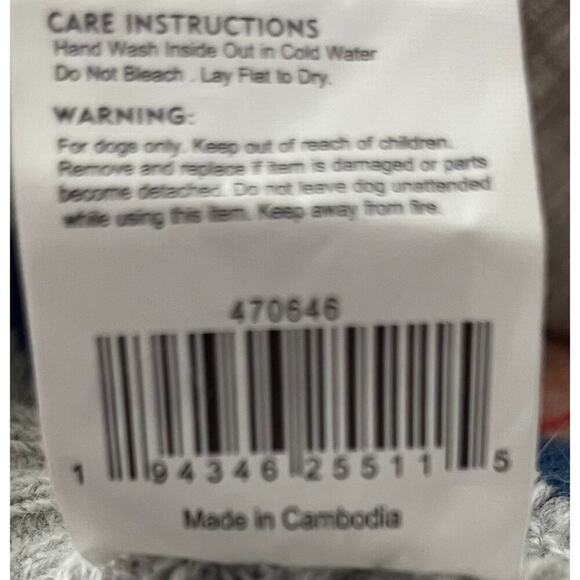 CARE INSTRUCTIONS
Hand Wash Inside Out in Cold Water
Do Not Bleach . Lay Flat to Dry.
WARNING:
For dogs only. Keep out of reach of children.
Remove and replace if item is damaged or parts
become detached. Do not leave dog unattended
while using this item. Keep away from fire.
470646
1 94346 25511 5
Made in Cambodia